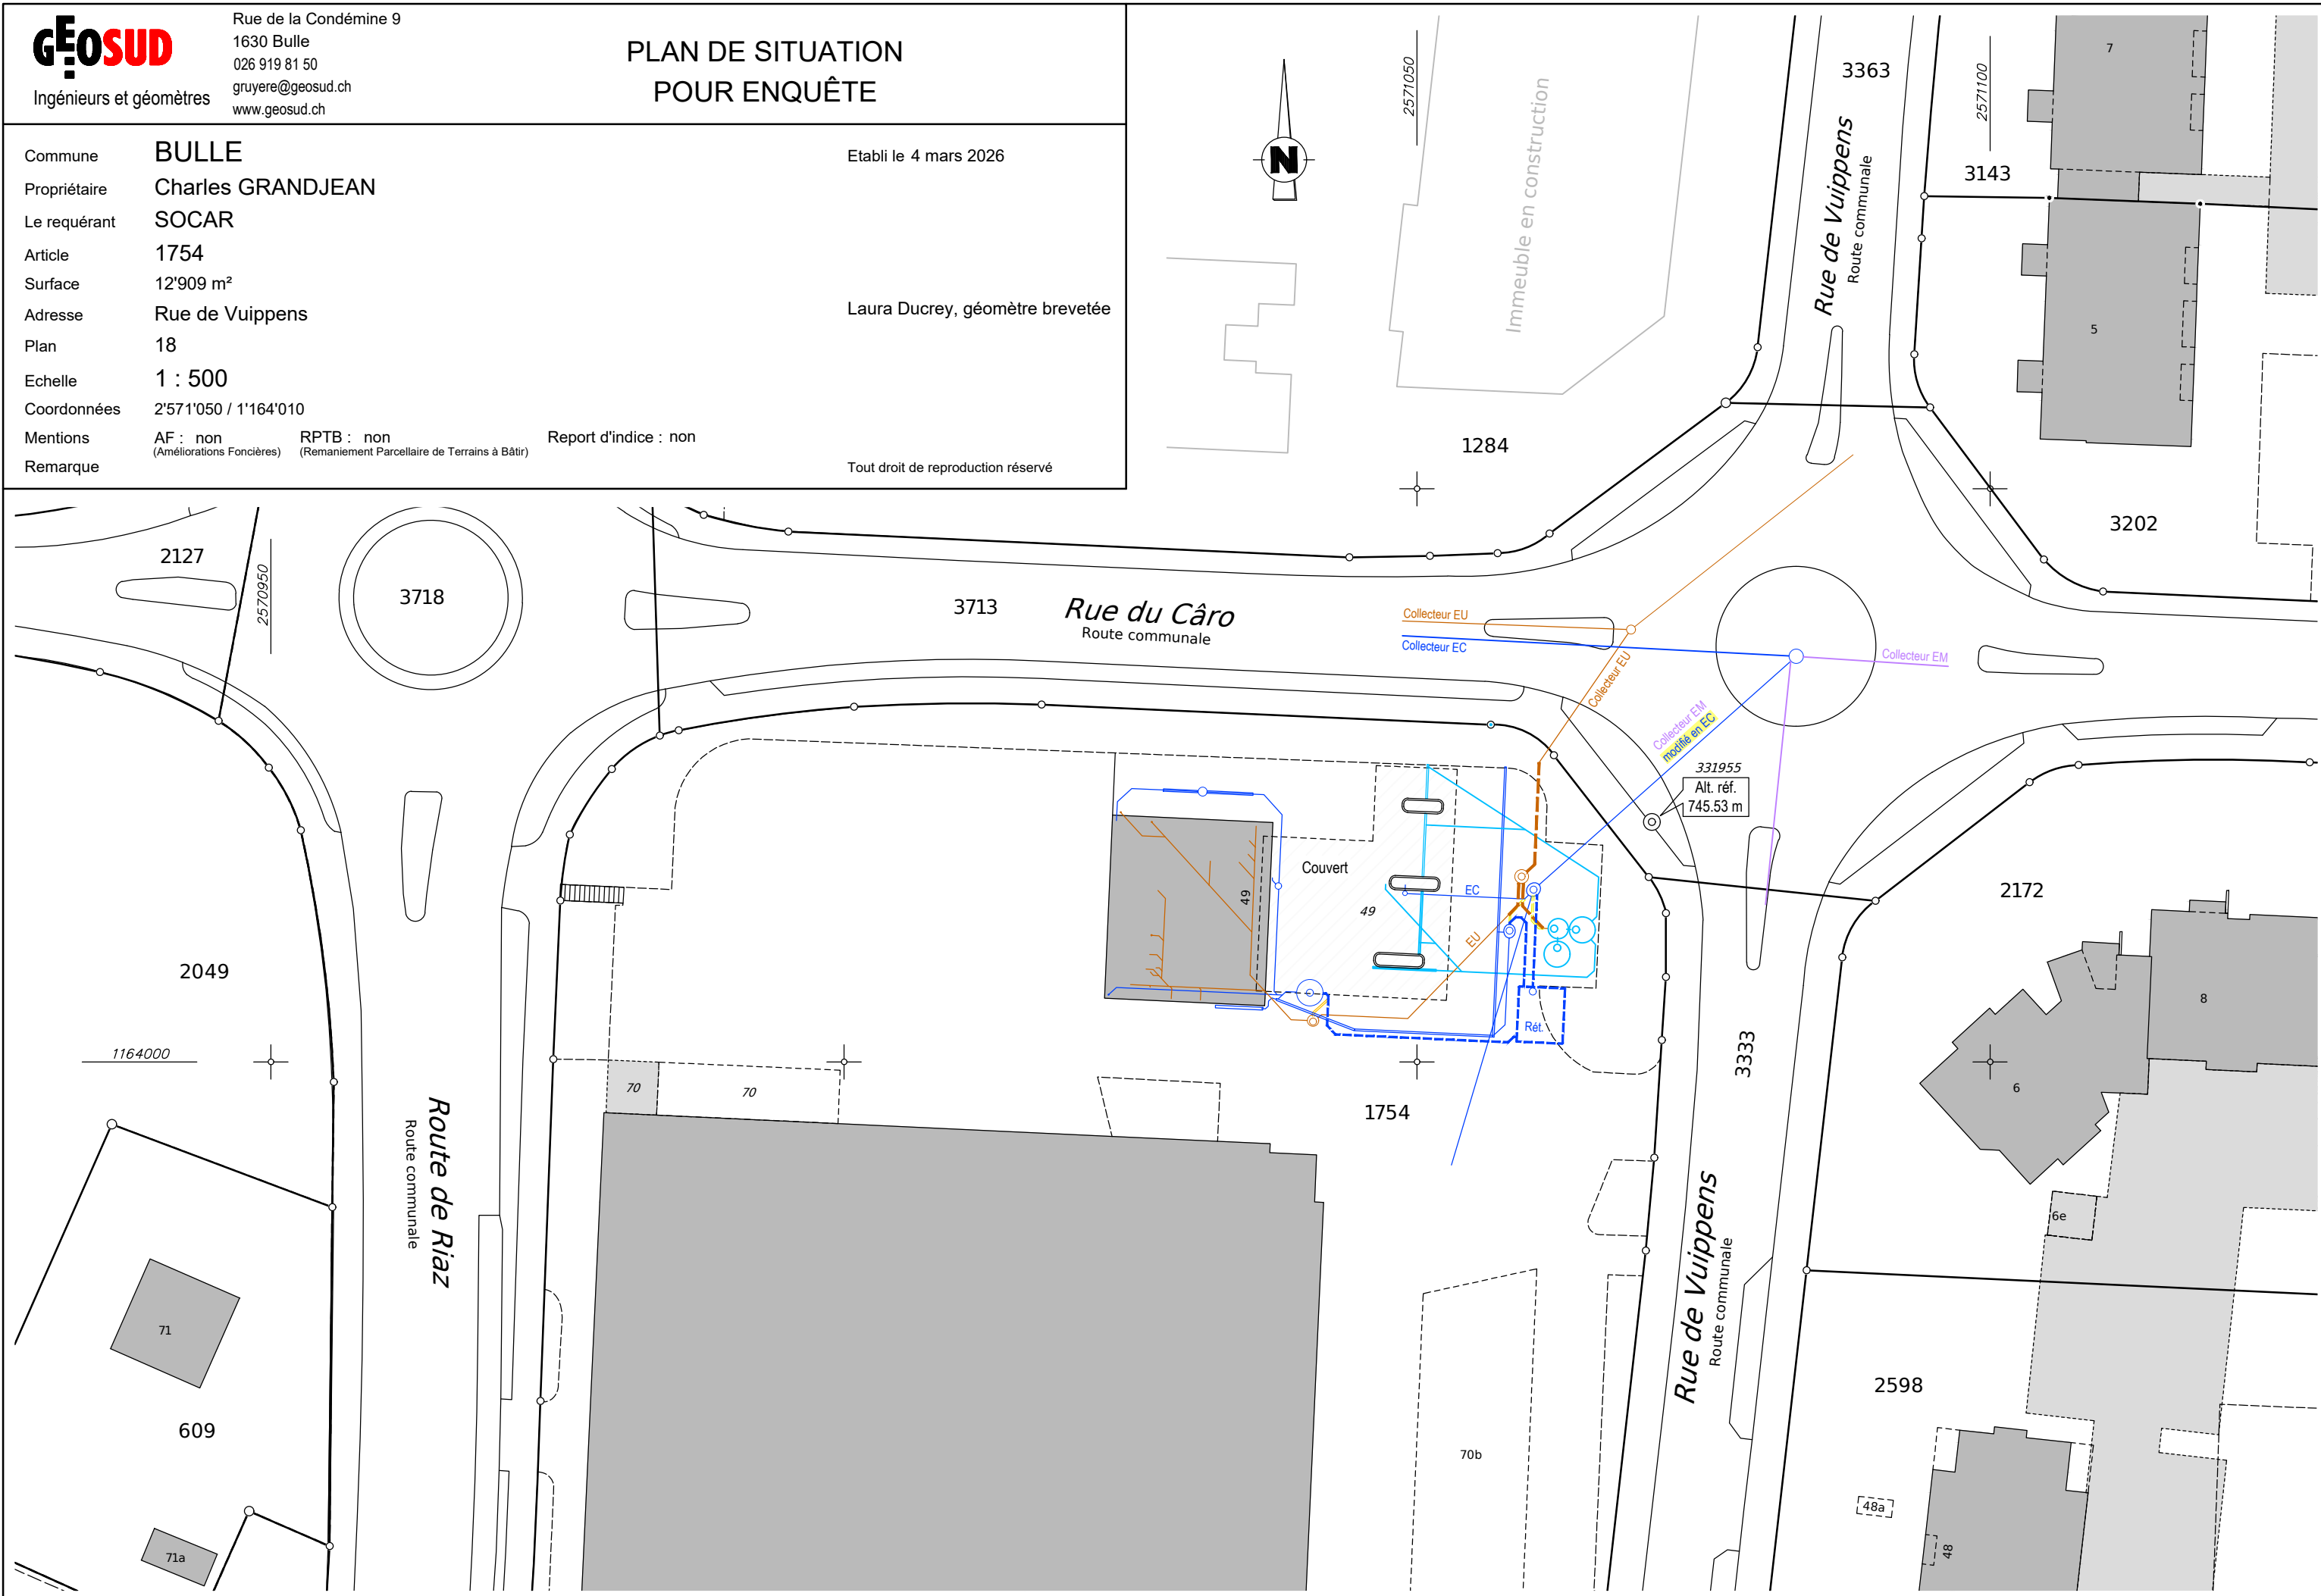 GEOSUD
Ingénieurs et géomètres
Rue de la Condémine 9
1630 Bulle
026 919 81 50
gruyere@geosud.ch
www.geosud.ch
PLAN DE SITUATION
POUR ENQUÊTE
Commune BULLE
Etabli le 4 mars 2026
Propriétaire Charles GRANDJEAN
Le requérant SOCAR
Article 1754
Surface 12'909 m²
Adresse Rue de Vuippens
Laura Ducrey, géomètre brevetée
Plan 18
Echelle 1 : 500
Coordonnées 2'571'050 / 1'164'010
Mentions AF : non RPTB : non Report d'indice : non
(Améliorations Foncières) (Remaniement Parcellaire de Terrains à Bâtir)
Remarque
Tout droit de reproduction réservé
N
2571050
Immeuble en construction
3363
Rue de Vuippens
Route communale
2571100
7
3143
5
1284
3202
2127
2570950
3718
3713
Rue du Câro
Route communale
Collecteur EU
Collecteur EC
Collecteur EU
Collecteur EM
Collecteur EM
modifié en EC
331955
Alt. réf.
745.53 m
Couvert
49
49
EC
EU
Rét.
2172
8
6
6e
2049
1164000
70
70
1754
3333
Route de Riaz
Route communale
Rue de Vuippens
Route communale
71
609
71a
70b
2598
48a
48